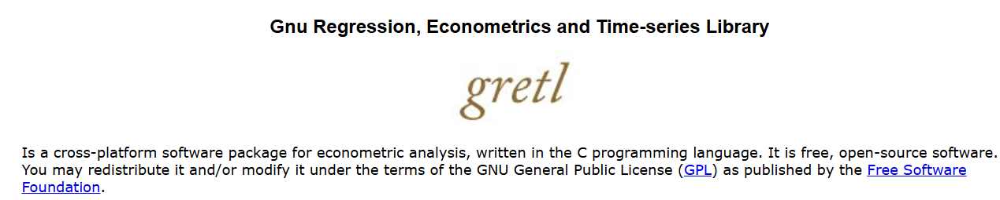 Gnu Regression, Econometrics and Time-series Library
gretl
Is a cross-platform software package for econometric analysis, written in the C programming language. It is free, open-source software.
You may redistribute it and/or modify it under the terms of the GNU General Public License (GPL) as published by the Free Software
Foundation.